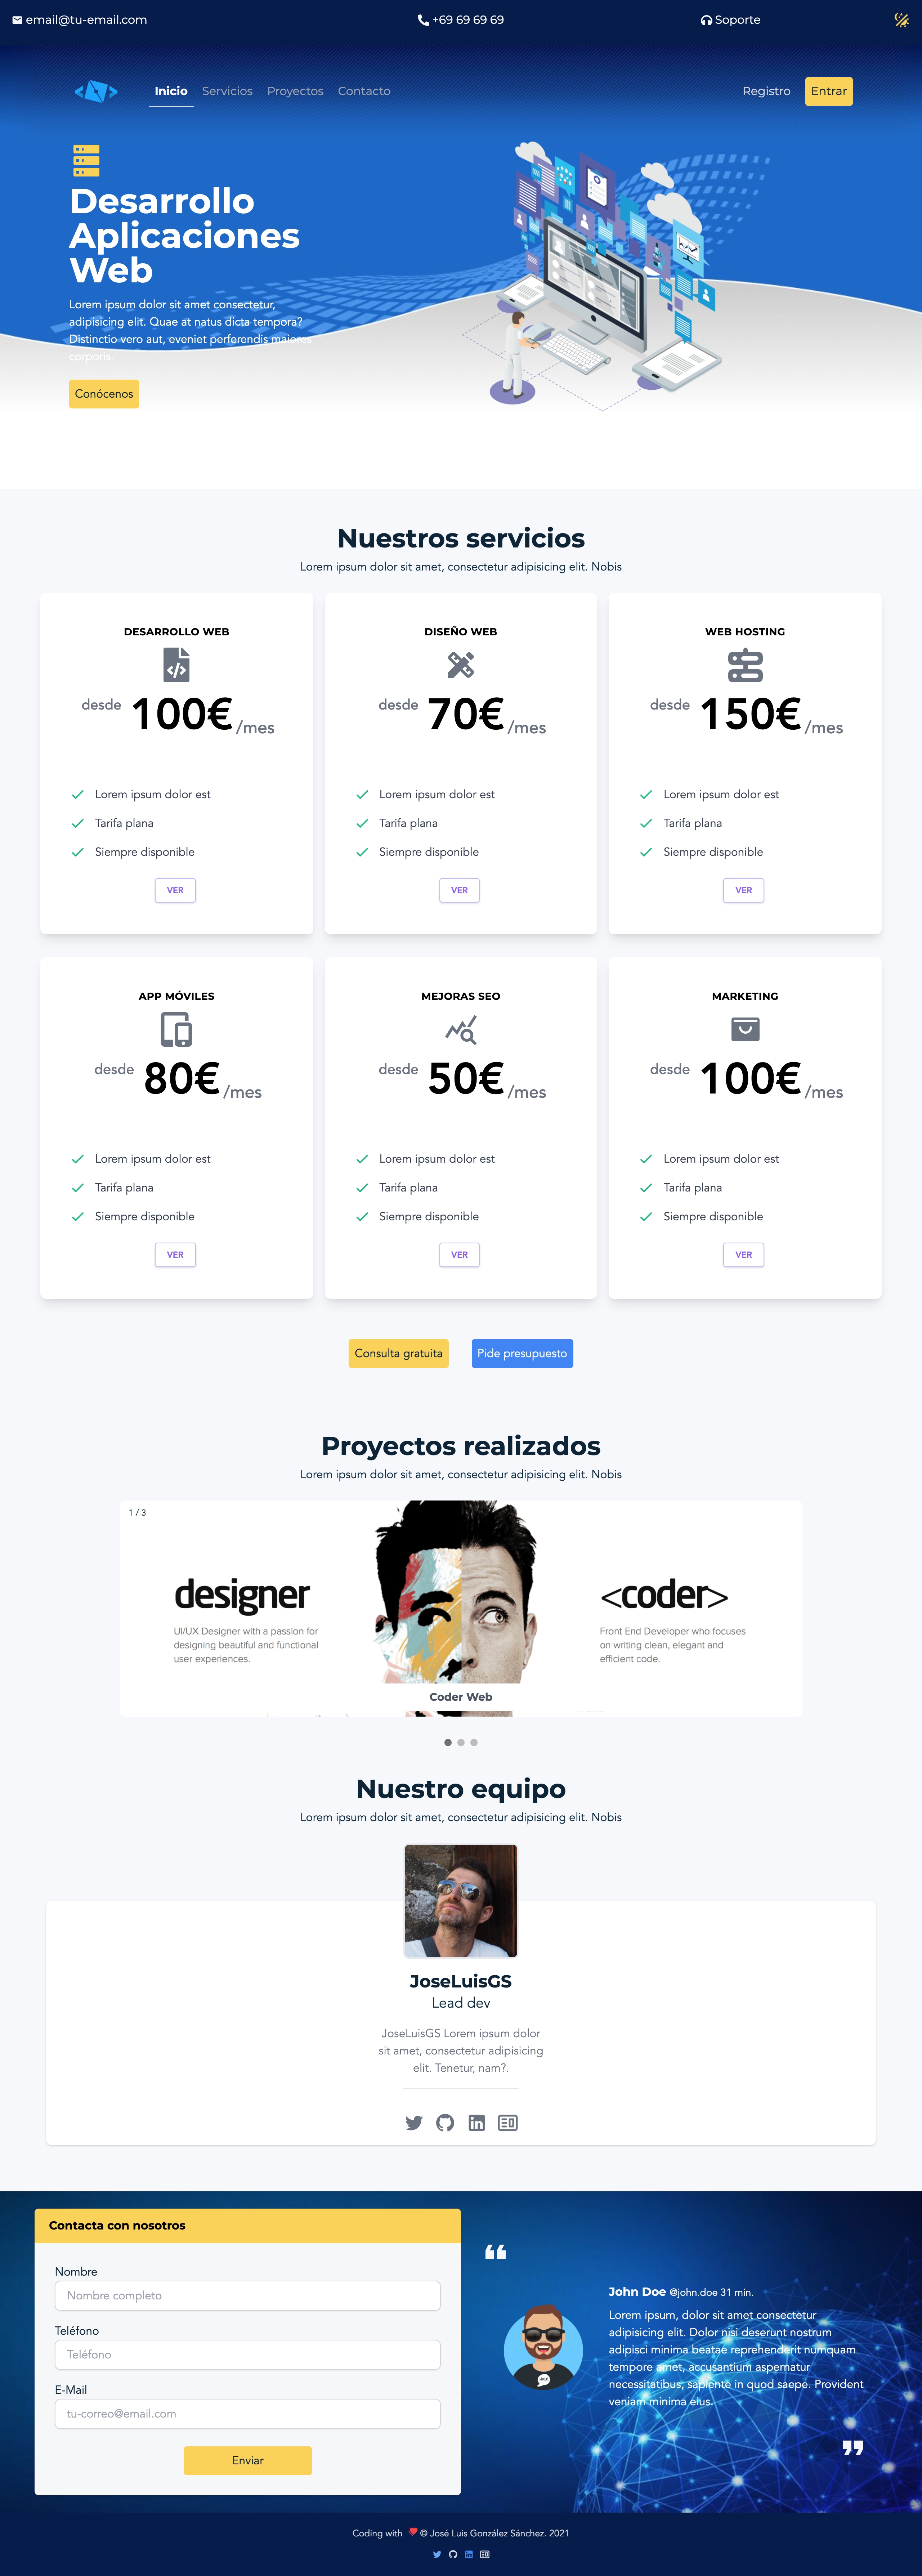 email@tu-email.com
+69 69 69 69
Soporte
Inicio
Servicios
Proyectos
Contacto
Registro
Entrar
Desarrollo
Aplicaciones
Web
Lorem ipsum dolor sit amet consectetur,
adipisicing elit. Quae at natus dicta tempora?
Distinctio vero aut, eveniet perferendis maiores
corporis.
Conócenos
Nuestros servicios
Lorem ipsum dolor sit amet, consectetur adipisicing elit. Nobis
DESARROLLO WEB
desde 100€/mes
Lorem ipsum dolor est
Tarifa plana
Siempre disponible
VER
DISEÑO WEB
desde 70€/mes
Lorem ipsum dolor est
Tarifa plana
Siempre disponible
VER
WEB HOSTING
desde 150€/mes
Lorem ipsum dolor est
Tarifa plana
Siempre disponible
VER
APP MÓVILES
desde 80€/mes
Lorem ipsum dolor est
Tarifa plana
Siempre disponible
VER
MEJORAS SEO
desde 50€/mes
Lorem ipsum dolor est
Tarifa plana
Siempre disponible
VER
MARKETING
desde 100€/mes
Lorem ipsum dolor est
Tarifa plana
Siempre disponible
VER
Consulta gratuita
Pide presupuesto
Proyectos realizados
Lorem ipsum dolor sit amet, consectetur adipisicing elit. Nobis
1 / 3
designer
UI/UX Designer with a passion for
designing beautiful and functional
user experiences.
<coder>
Front End Developer who focuses
on writing clean, elegant and
efficient code.
Coder Web
Nuestro equipo
Lorem ipsum dolor sit amet, consectetur adipisicing elit. Nobis
JoseLuisGS
Lead dev
JoseLuisGS Lorem ipsum dolor
sit amet, consectetur adipisicing
elit. Tenetur, nam?.
Contacta con nosotros
Nombre
Nombre completo
Teléfono
Teléfono
E-Mail
tu-correo@email.com
Enviar
John Doe @john.doe 31 min.
Lorem ipsum, dolor sit amet consectetur
adipisicing elit. Dolor nisi deserunt nostrum
adipisci minima beatae reprehenderit numquam
tempore amet, accusantium aspernatur
necessitatibus, sapiente in quod saepe. Provident
veniam minima eius.
Coding with ❤ © José Luis González Sánchez. 2021